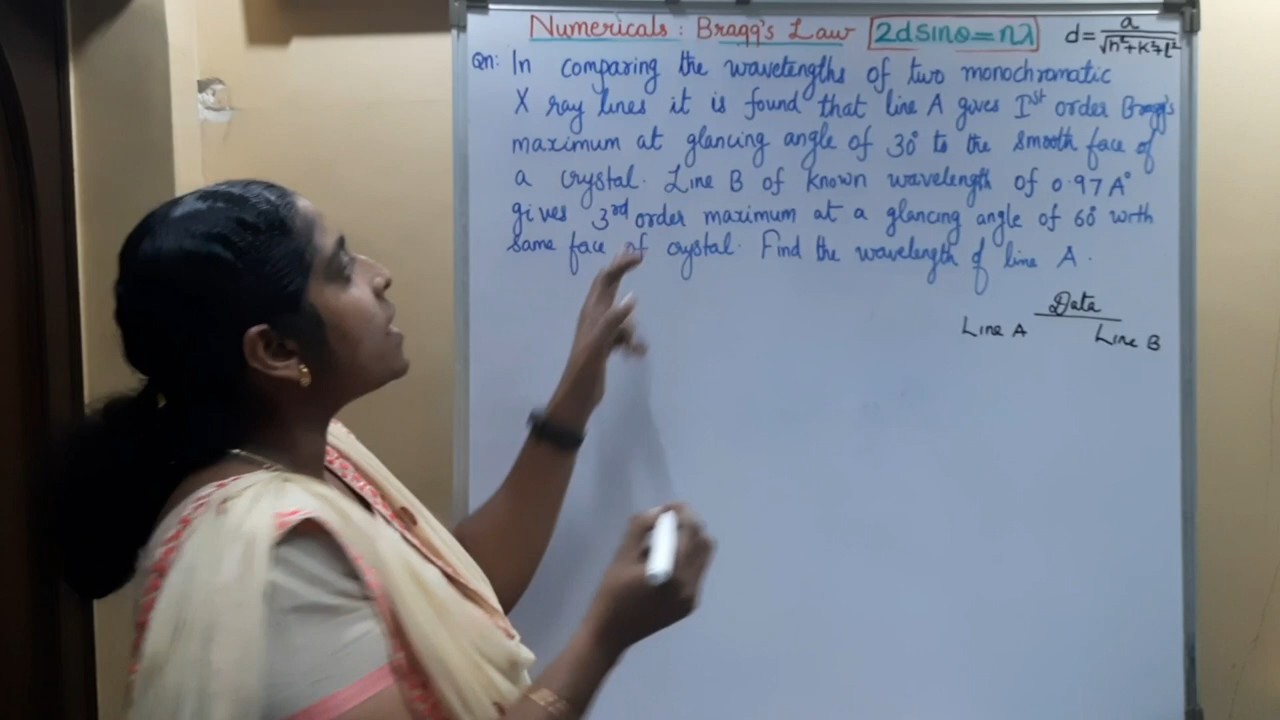 Numericals : Bragg's Law 2dsinθ=nλ d= a/√h²+k²+l²
Qn: In comparing the wavelengths of two monochromatic
X ray lines it is found that line A gives Ist order Bragg's
maximum at glancing angle of 30° to the smooth face of
a crystal. Line B of known wavelength of 0.97A°
gives 3rd order maximum at a glancing angle of 60° with
same face of crystal. Find the wavelength of line A.
Data
Line A Line B